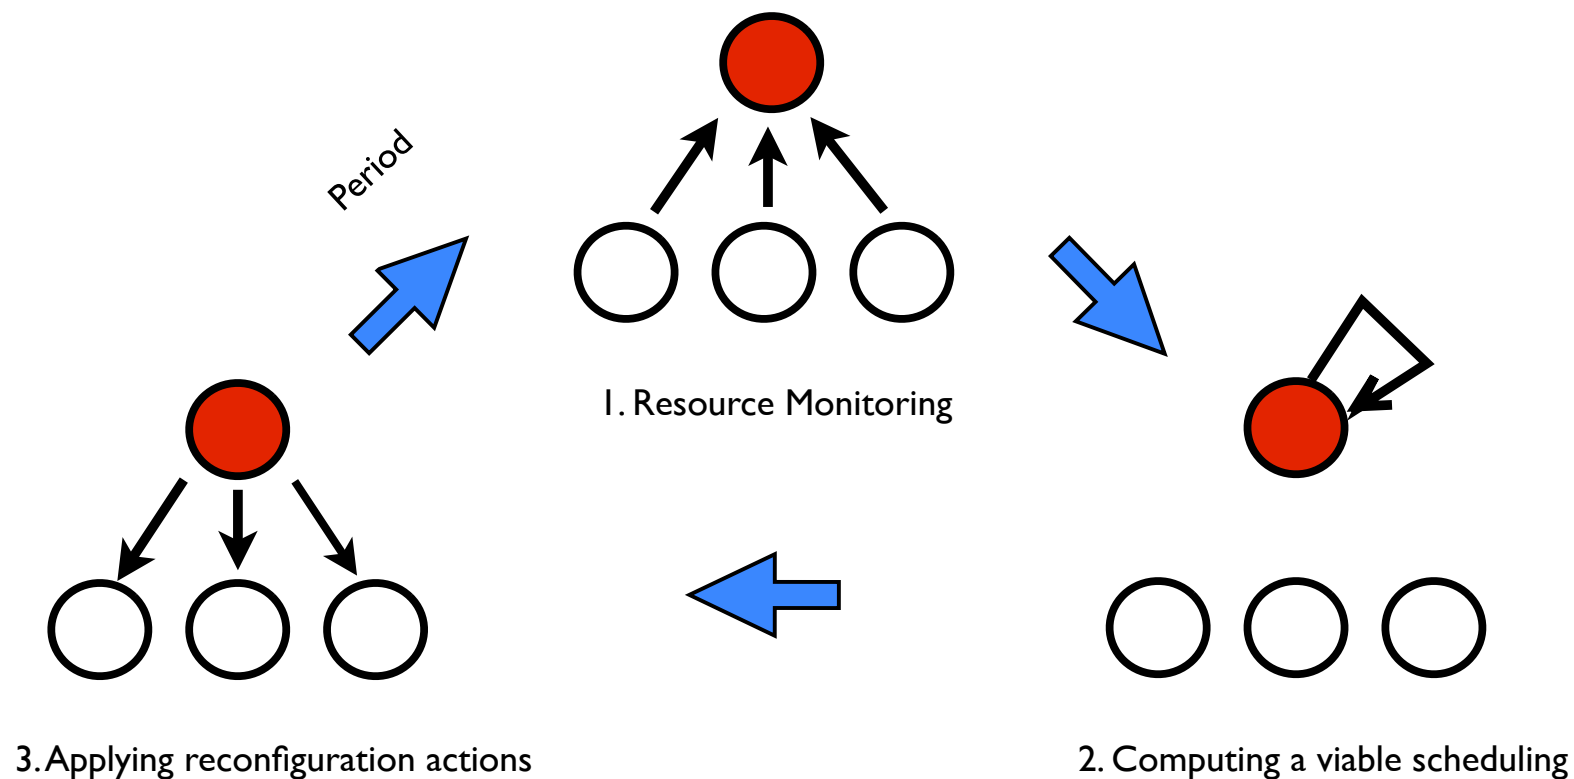 Period
1. Resource Monitoring
3. Applying reconfiguration actions
2. Computing a viable scheduling